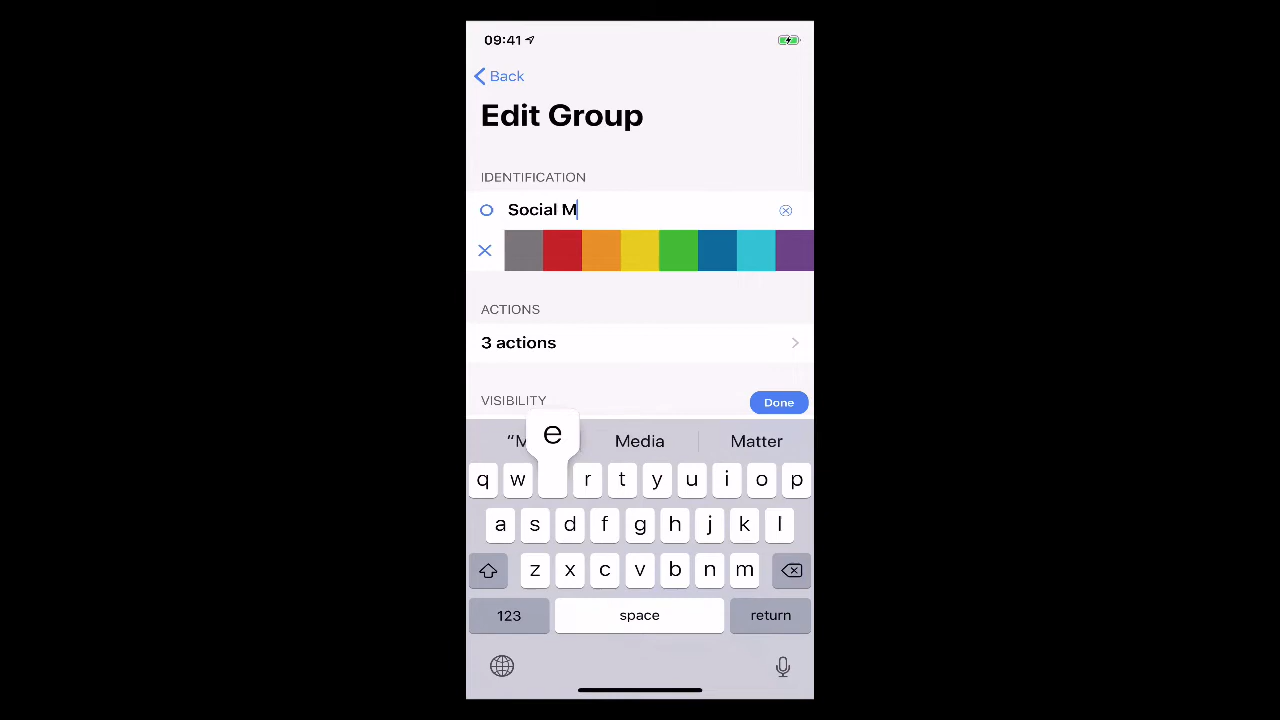 09:41
Back
Edit Group
IDENTIFICATION
Social M
ACTIONS
3 actions
VISIBILITY
Done
“M
Media
Matter
e
q w r t y u i o p
a s d f g h j k l
z x c v b n m
123 space return